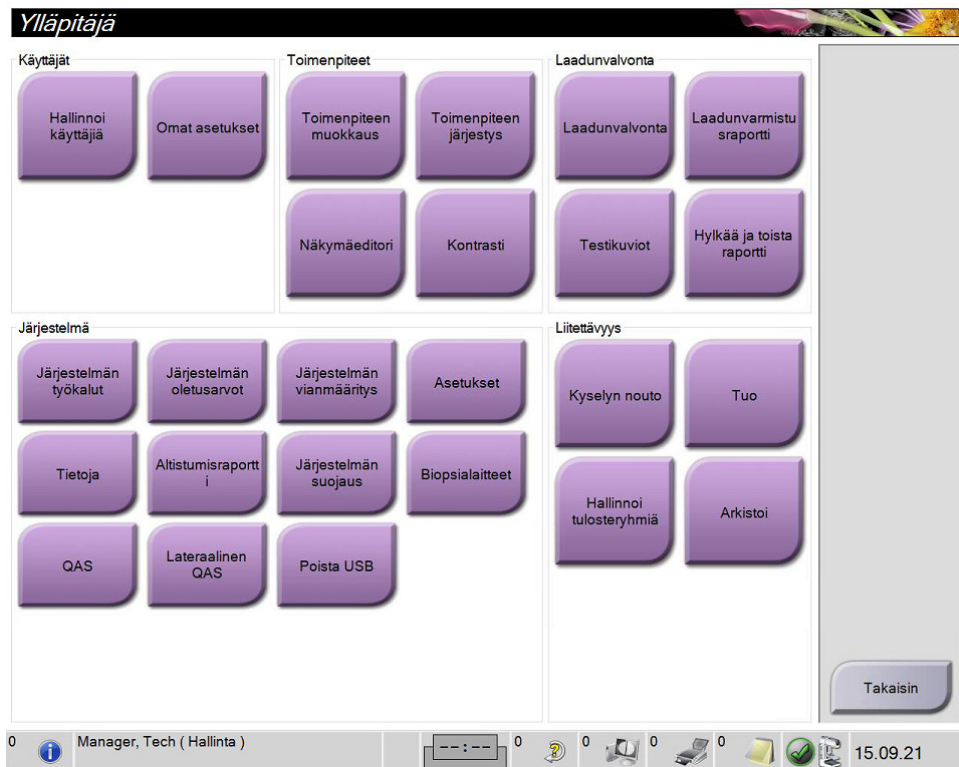 Ylläpitäjä
Käyttäjät
Hallinnoi
käyttäjiä
Omat asetukset
Toimenpiteet
Toimenpiteen
muokkaus
Toimenpiteen
järjestys
Näkymäeditori
Kontrasti
Laadunvalvonta
Laadunvalvonta
Laadunvarmistu
sraportti
Testikuviot
Hylkää ja toista
raportti
Järjestelmä
Järjestelmän
työkalut
Järjestelmän
oletusarvot
Järjestelmän
vianmääritys
Asetukset
Tietoja
Altistumisraportt
i
Järjestelmän
suojaus
Biopsialaitteet
QAS
Lateraalinen
QAS
Poista USB
Liitettävyys
Kyselyn nouto
Tuo
Hallinnoi
tulosteryhmiä
Arkistoi
Takaisin
0
Manager, Tech ( Hallinta )
--:--
0
0
0
0
15.09.21